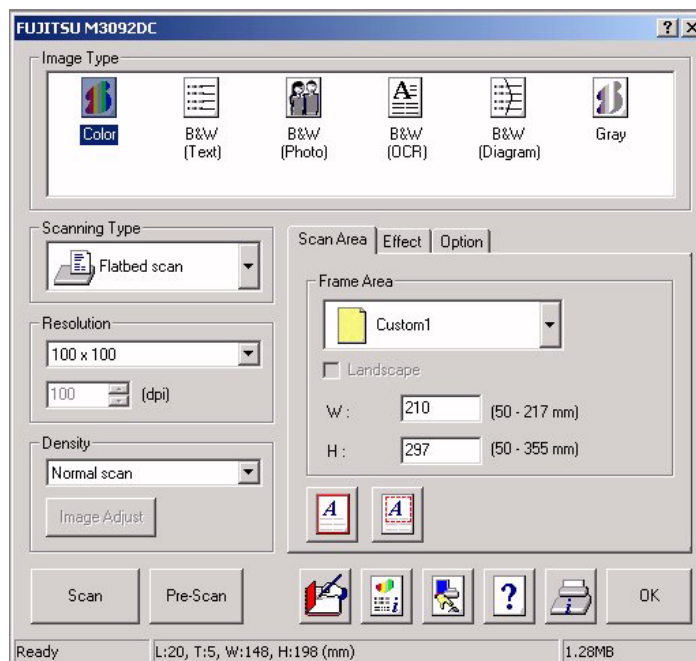 FUJITSU M3092DC
Image Type
Color
B&W
(Text)
B&W
(Photo)
B&W
(OCR)
B&W
(Diagram)
Gray
Scanning Type
Flatbed scan
Resolution
100 x 100
100 (dpi)
Density
Normal scan
Image Adjust
Scan Area Effect Option
Frame Area
Custom1
Landscape
W : 210 (50 - 217 mm)
H : 297 (50 - 355 mm)
A A
Scan Pre-Scan ? OK
Ready L:20, T:5, W:148, H:198 (mm) 1.28MB